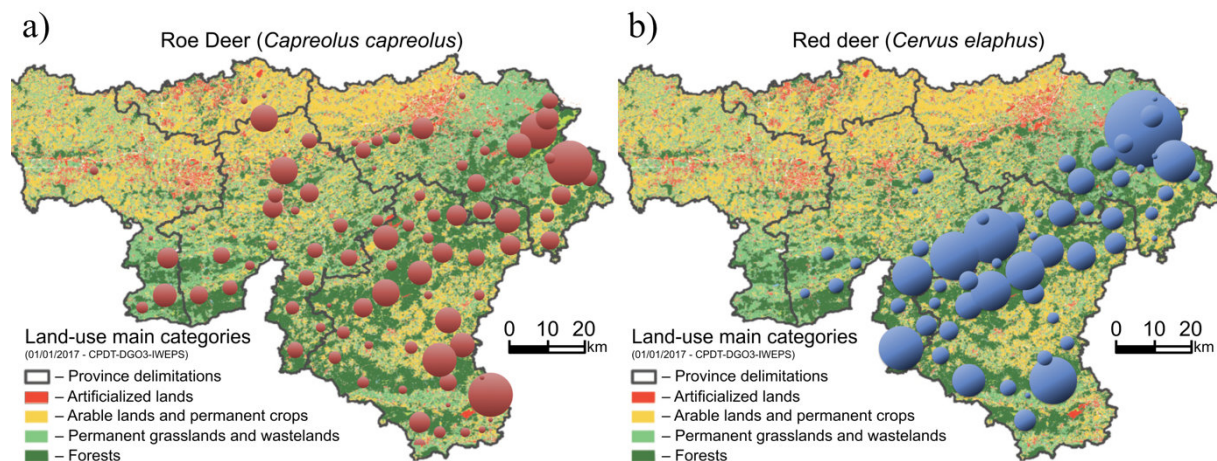 a)
Roe Deer (Capreolus capreolus)
Land-use main categories
(01/01/2017 - CPDT-DGO3-IWEPS)
– Province delimitations
– Artificialized lands
– Arable lands and permanent crops
– Permanent grasslands and wastelands
– Forests
0 10 20
km
b)
Red deer (Cervus elaphus)
Land-use main categories
(01/01/2017 - CPDT-DGO3-IWEPS)
– Province delimitations
– Artificialized lands
– Arable lands and permanent crops
– Permanent grasslands and wastelands
– Forests
0 10 20
km